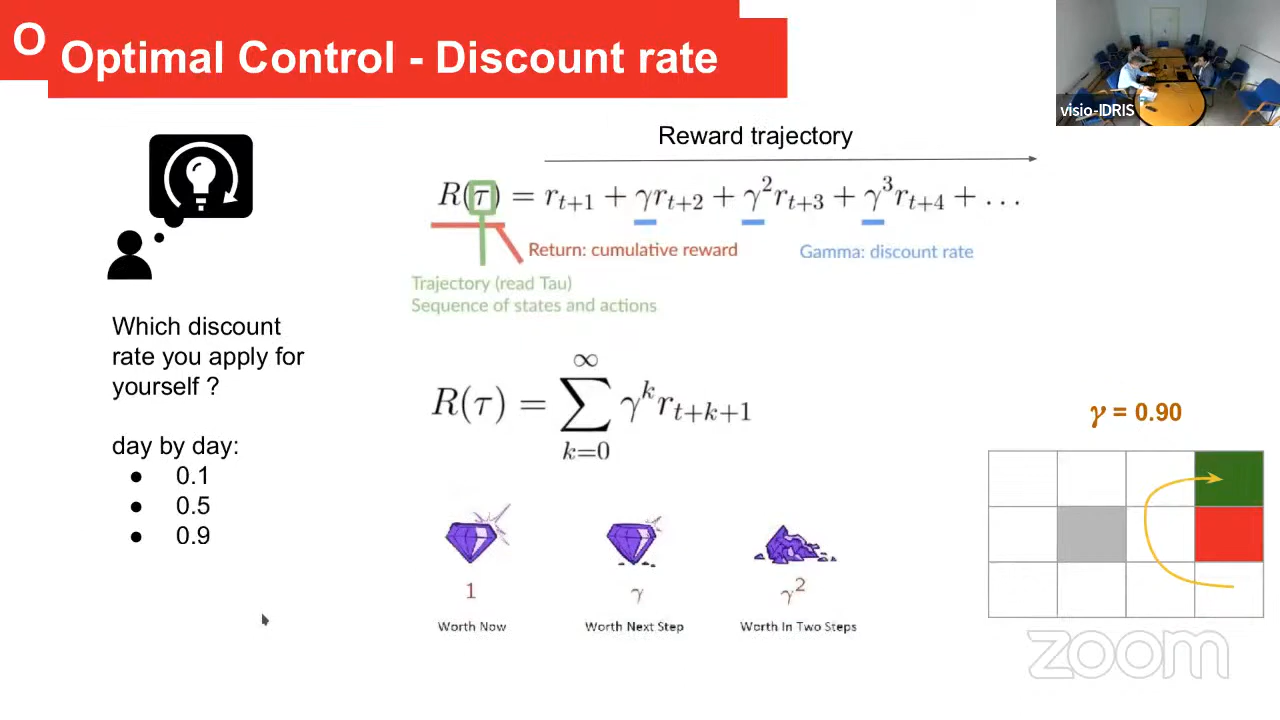 O
Optimal Control - Discount rate
visio-IDRIS
Reward trajectory
R(τ) = r_{t+1} + γr_{t+2} + γ²r_{t+3} + γ³r_{t+4} + ...
Return: cumulative reward
Gamma: discount rate
Trajectory (read Tau)
Sequence of states and actions
Which discount
rate you apply for
yourself ?
day by day:
● 0.1
● 0.5
● 0.9
R(τ) = ∑_{k=0}^{∞} γ^k r_{t+k+1}
γ = 0.90
1
γ
γ²
Worth Now
Worth Next Step
Worth In Two Steps
zoom